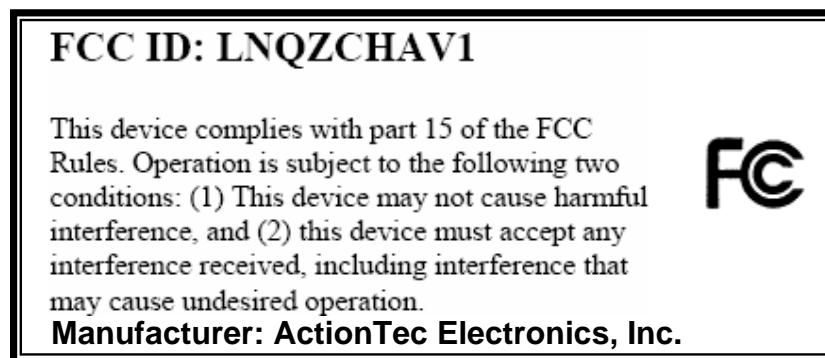 FCC ID: LNQZCHAV1
This device complies with part 15 of the FCC
Rules. Operation is subject to the following two
conditions: (1) This device may not cause harmful
interference, and (2) this device must accept any
interference received, including interference that
may cause undesired operation.
FC
Manufacturer: ActionTec Electronics, Inc.